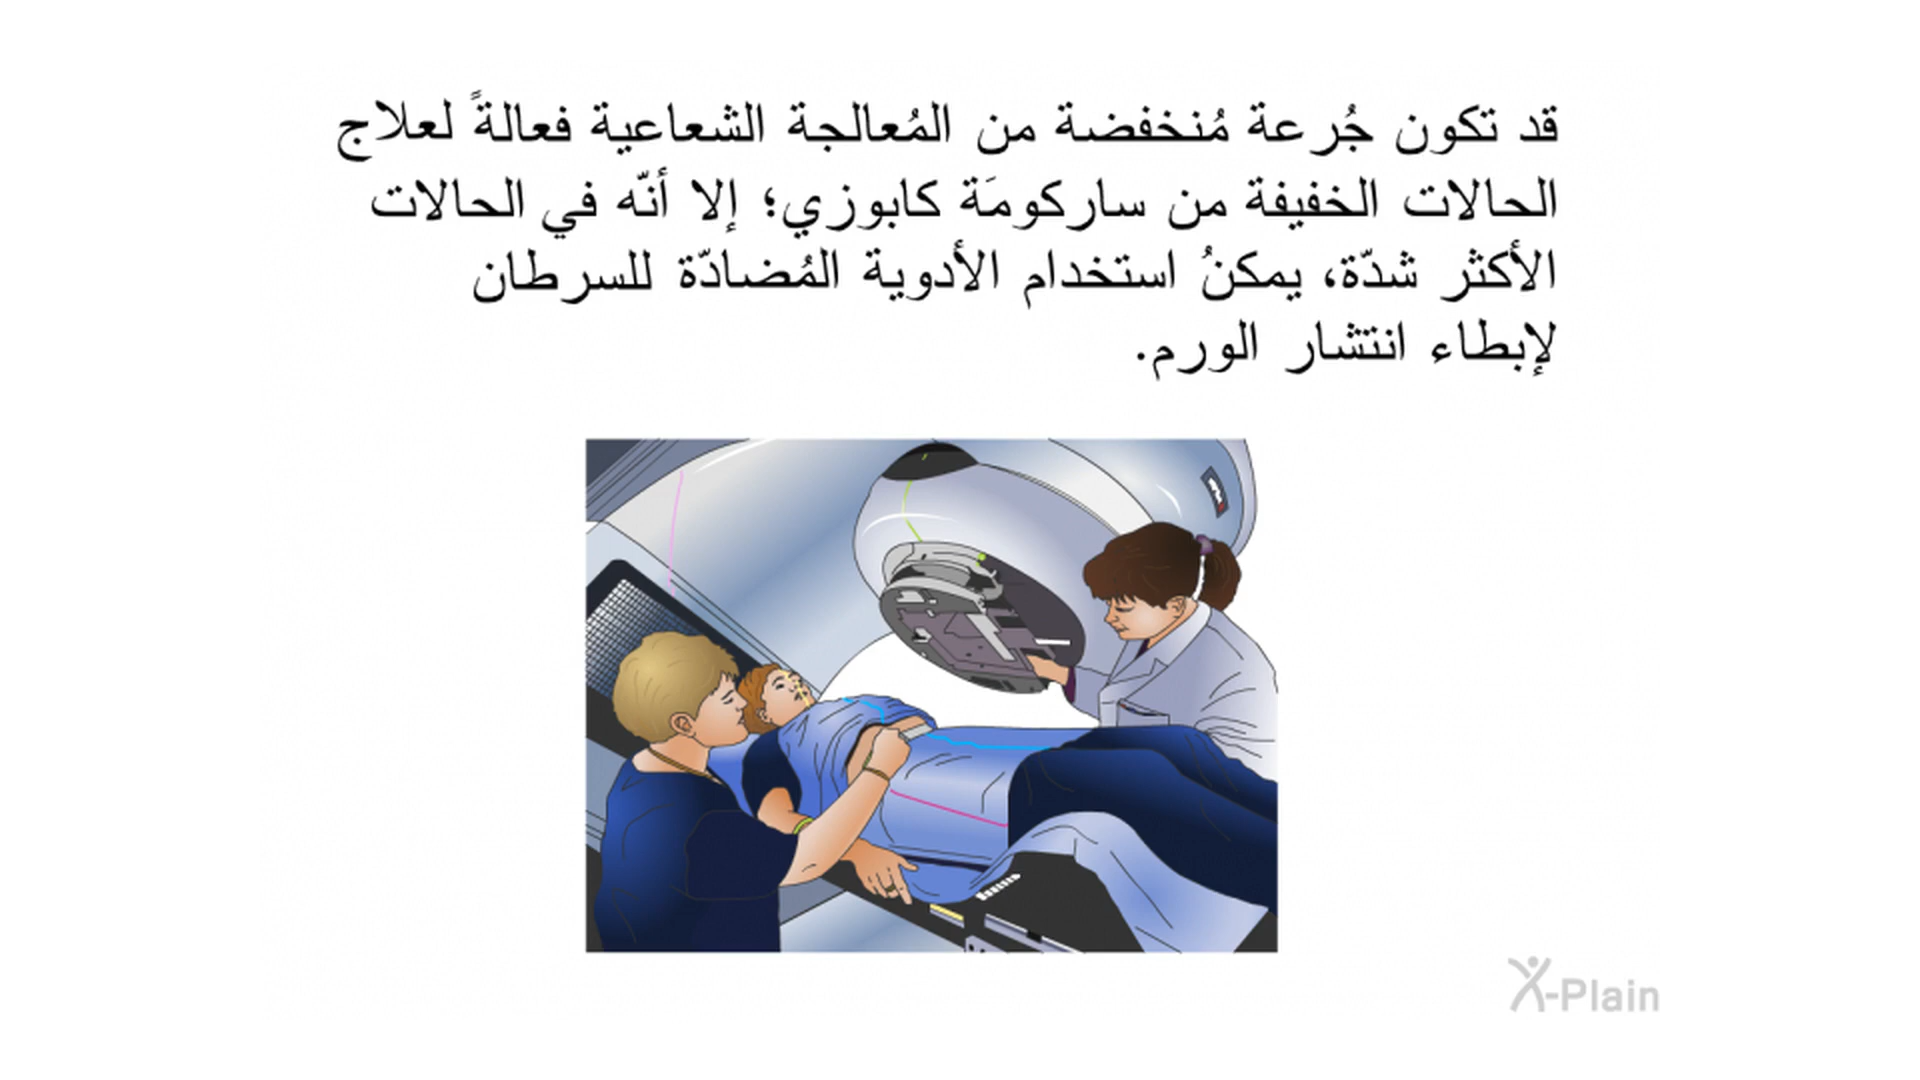 قد تكون جُرعة مُنخفضة من المُعالجة الشعاعية فعالةً لعلاج
الحالات الخفيفة من ساركومَة كابوزي؛ إلا أنّه في الحالات
الأكثر شدّة، يمكنُ استخدام الأدوية المُضادّة للسرطان
لإبطاء انتشار الورم.
X-Plain